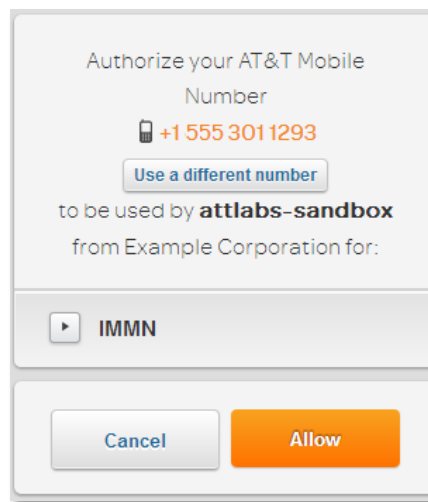 Authorize your AT&T Mobile
Number
+1 555 301 1293
Use a different number
to be used by attlabs-sandbox
from Example Corporation for:
IMMN
Cancel
Allow